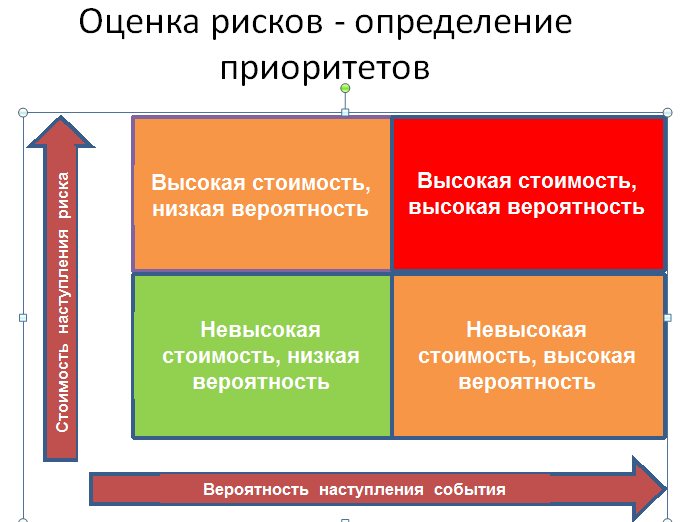 Оценка рисков - определение
приоритетов
Стоимость наступления риска
Высокая стоимость,
низкая вероятность
Высокая стоимость,
высокая вероятность
Невысокая
стоимость, низкая
вероятность
Невысокая
стоимость, высокая
вероятность
Вероятность наступления события